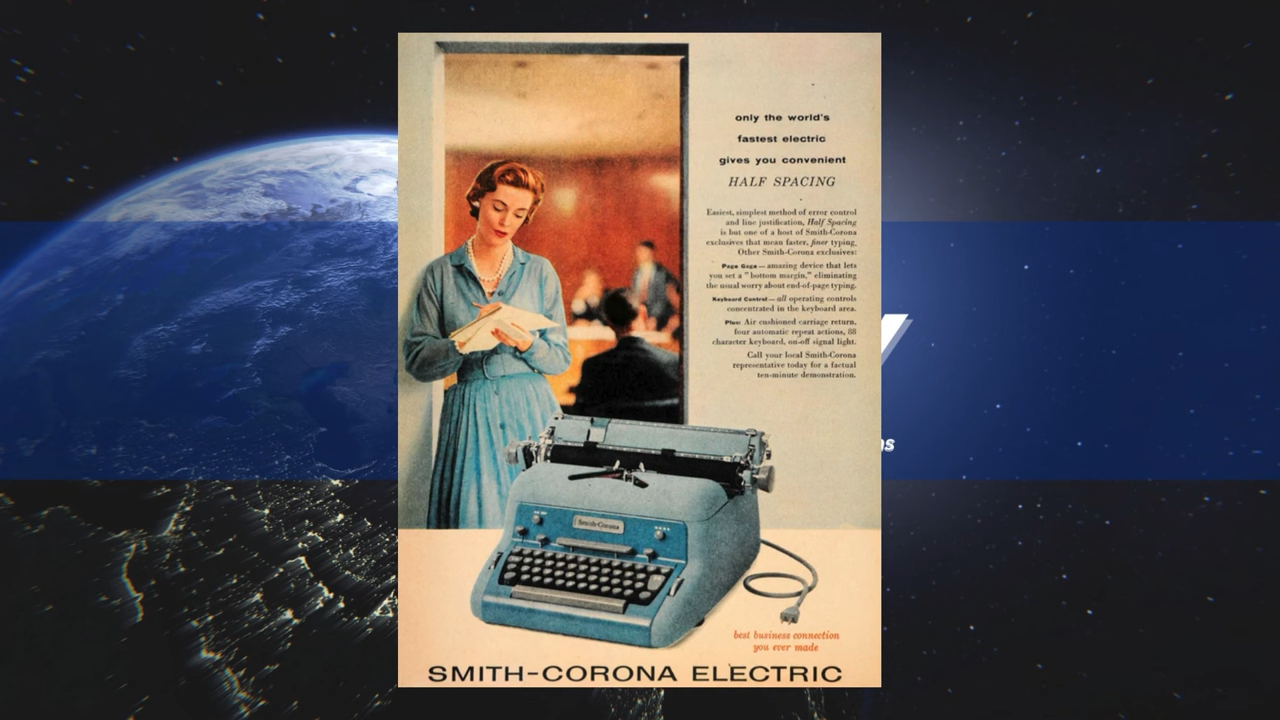 only the world's
fastest electric
gives you convenient
HALF SPACING
Easiest, simplest method of error control
and line justification, Half Spacing
is but one of a host of Smith-Corona
exclusives that mean faster, finer typing.
Other Smith-Corona exclusives:
Page Gage — amazing device that lets
you set a "bottom margin," eliminating
the usual worry about end-of-page typing.
Keyboard Control — all operating controls
concentrated in the keyboard area.
Plus: Air cushioned carriage return,
four automatic repeat actions, 88
character keyboard, on-off signal light.
Call your local Smith-Corona
representative today for a factual
ten-minute demonstration.
Smith-Corona
best business connection
you ever made
SMITH-CORONA ELECTRIC